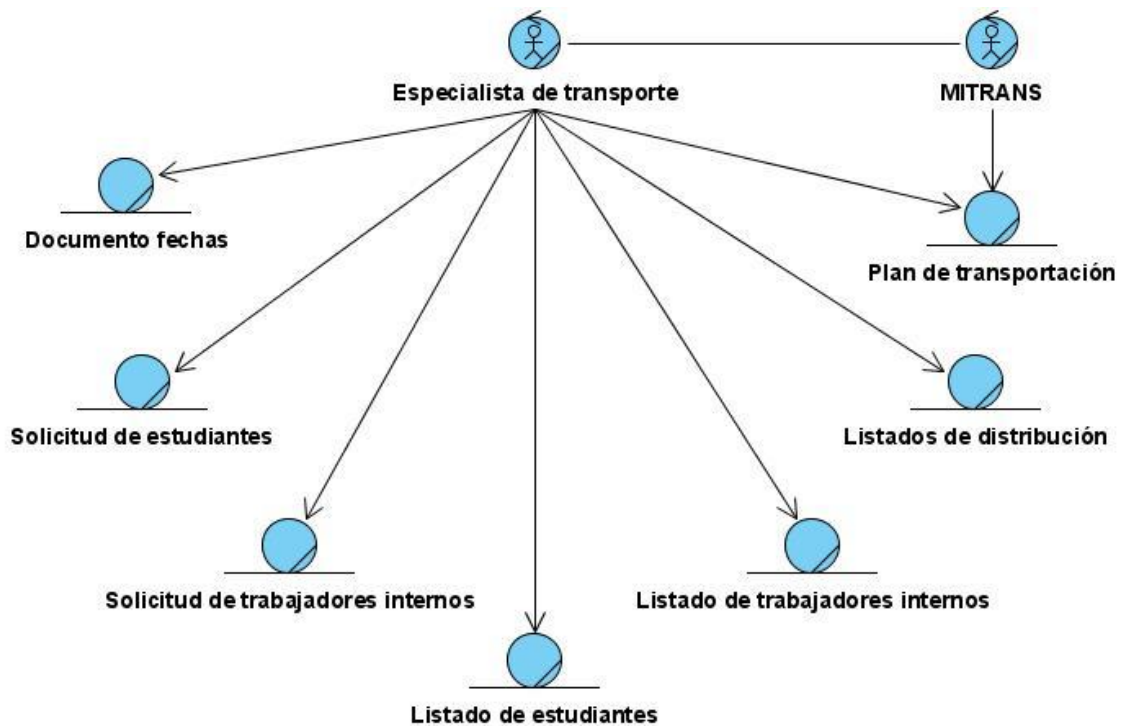 Especialista de transporte
MITRANS
Documento fechas
Plan de transportación
Solicitud de estudiantes
Listados de distribución
Solicitud de trabajadores internos
Listado de trabajadores internos
Listado de estudiantes